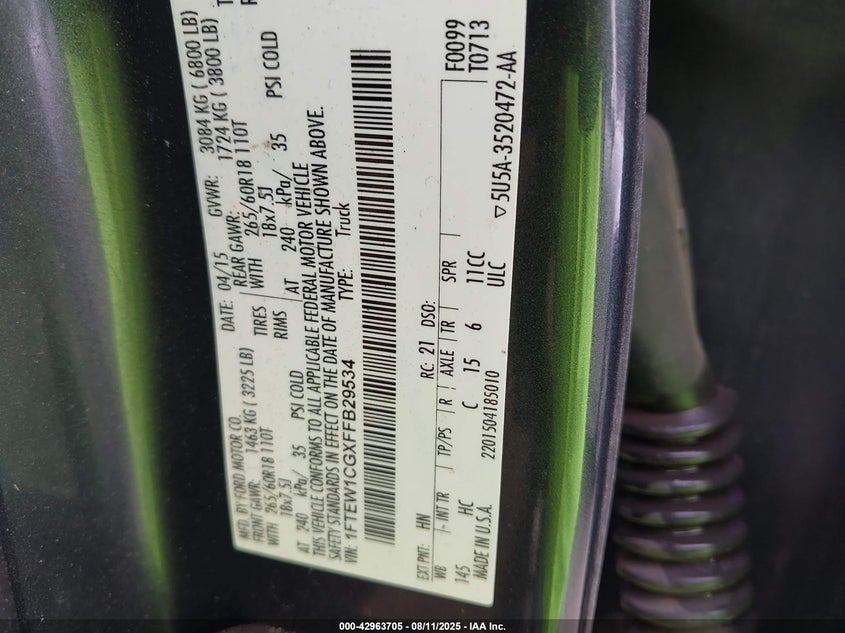 MFD. BY FORD MOTOR CO.
DATE: 04/15 GVWR: 3084 KG ( 6800 LB)
FRONT GAWR: 1463 KG ( 3225 LB) REAR GAWR: 1724 KG ( 3800 LB)
WITH 265/60R18 110T TIRES WITH 265/60R18 110T
18x7.5J RIMS 18x7.5J
AT 240 kPa/ 35 PSI COLD AT 240 kPa/ 35 PSI COLD
THIS VEHICLE CONFORMS TO ALL APPLICABLE FEDERAL MOTOR VEHICLE
SAFETY STANDARDS IN EFFECT ON THE DATE OF MANUFACTURE SHOWN ABOVE.
VIN: 1FTEW1CGXFFB29534 TYPE: Truck
EXT PNT: HN RC: 21 DSO: F0099
WB INT TR TP/PS R AXLE TR SPR T0713
145 HC C 15 6 11CC
MADE IN U.S.A. 2201504185010 ULC ▽5U5A-3520472-AA
000-42963705 - 08/11/2025 - IAA Inc.